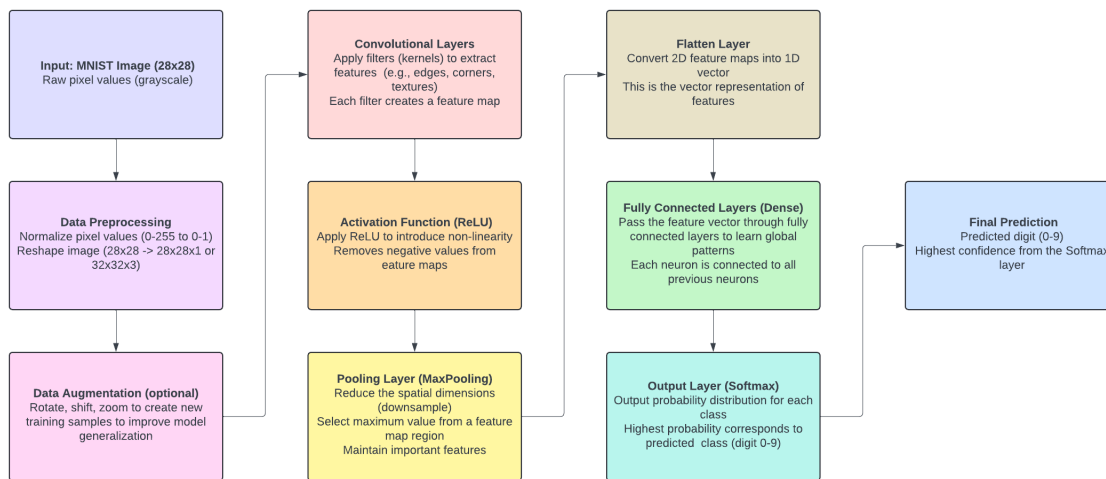 Input: MNIST Image (28x28)
Raw pixel values (grayscale)
Data Preprocessing
Normalize pixel values (0-255 to 0-1)
Reshape image (28x28 -> 28x28x1 or
32x32x3)
Data Augmentation (optional)
Rotate, shift, zoom to create new
training samples to improve model
generalization
Convolutional Layers
Apply filters (kernels) to extract
features (e.g., edges, corners,
textures)
Each filter creates a feature map
Activation Function (ReLU)
Apply ReLU to introduce non-linearity
Removes negative values from
eature maps
Pooling Layer (MaxPooling)
Reduce the spatial dimensions
(downsample)
Select maximum value from a feature
map region
Maintain important features
Flatten Layer
Convert 2D feature maps into 1D
vector
This is the vector representation of
features
Fully Connected Layers (Dense)
Pass the feature vector through fully
connected layers to learn global
patterns
Each neuron is connected to all
previous neurons
Output Layer (Softmax)
Output probability distribution for each
class
Highest probability corresponds to
predicted class (digit 0-9)
Final Prediction
Predicted digit (0-9)
Highest confidence from the Softmax
layer